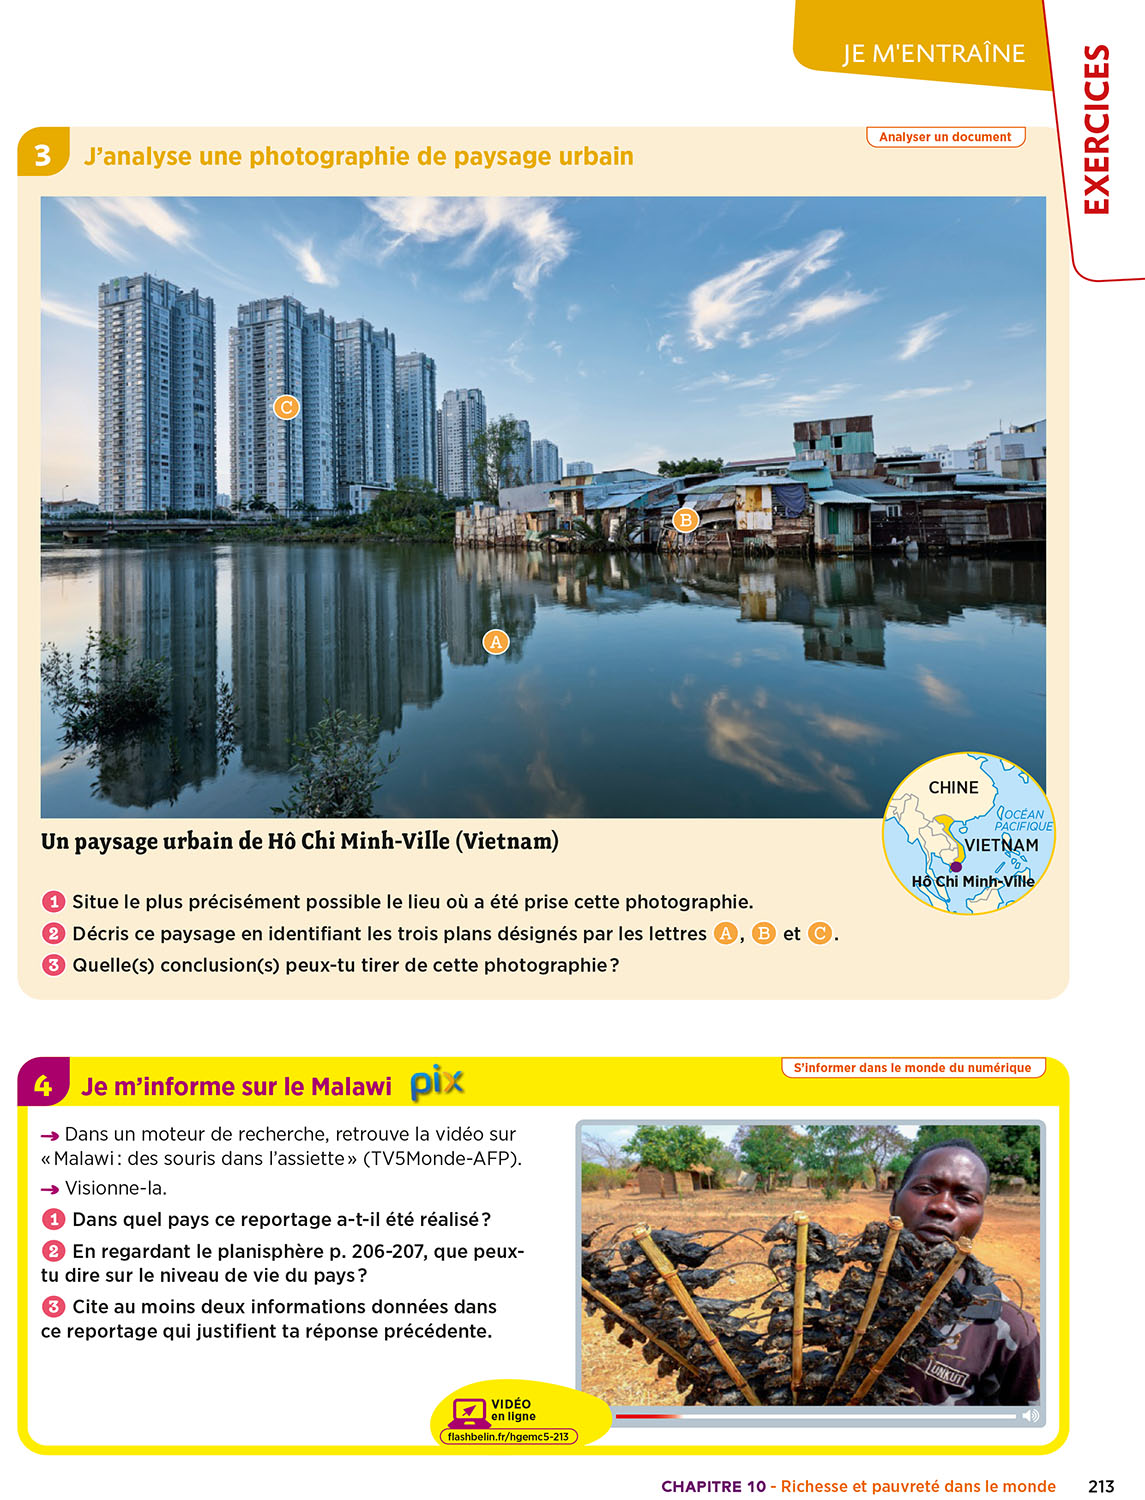 JE M'ENTRAÎNE
EXERCICES
3
J'analyse une photographie de paysage urbain
Analyser un document
C
B
A
Un paysage urbain de Hô Chi Minh-Ville (Vietnam)
CHINE
OCÉAN
PACIFIQUE
VIETNAM
Hô Chi Minh-Ville
1 Situe le plus précisément possible le lieu où a été prise cette photographie.
2 Décris ce paysage en identifiant les trois plans désignés par les lettres A, B et C.
3 Quelle(s) conclusion(s) peux-tu tirer de cette photographie ?
4
Je m'informe sur le Malawi pix
S'informer dans le monde du numérique
→ Dans un moteur de recherche, retrouve la vidéo sur
« Malawi : des souris dans l'assiette » (TV5Monde-AFP).
→ Visionne-la.
1 Dans quel pays ce reportage a-t-il été réalisé ?
2 En regardant le planisphère p. 206-207, que peux-
tu dire sur le niveau de vie du pays ?
3 Cite au moins deux informations données dans
ce reportage qui justifient ta réponse précédente.
UNKUT
VIDÉO
en ligne
flashbelin.fr/hgemc5-213
CHAPITRE 10 - Richesse et pauvreté dans le monde 213